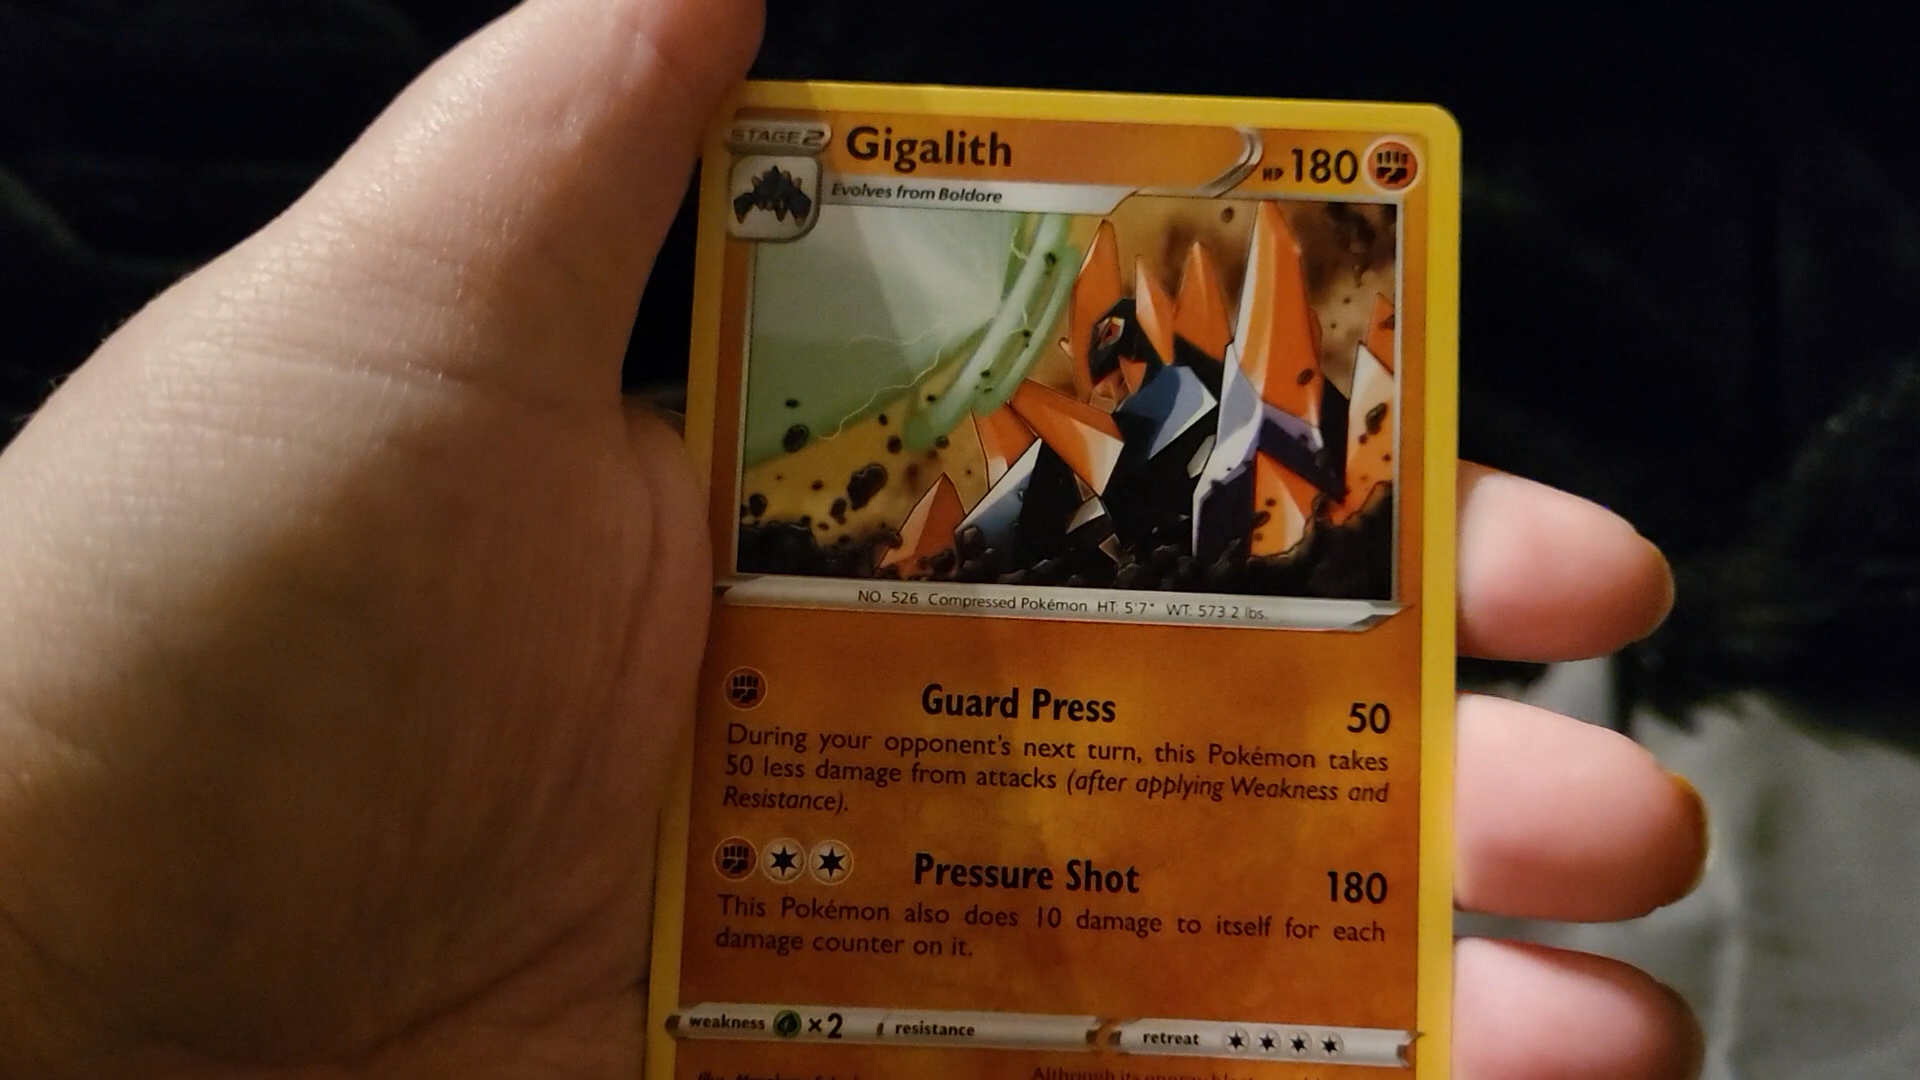 STAGE 2
Gigalith
HP 180
Evolves from Boldore
NO. 526 Compressed Pokémon HT: 5'7" WT: 573.2 lbs.
Guard Press 50
During your opponent's next turn, this Pokémon takes
50 less damage from attacks (after applying Weakness and
Resistance).
Pressure Shot 180
This Pokémon also does 10 damage to itself for each
damage counter on it.
weakness ×2 resistance retreat
Although its energy